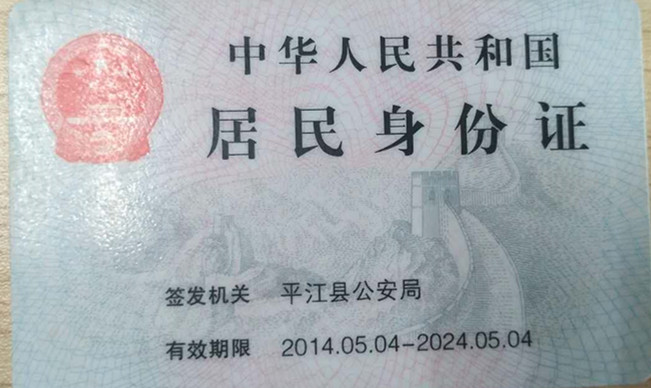 中华人民共和国
居民身份证
签发机关 平江县公安局
有效期限 2014.05.04-2024.05.04